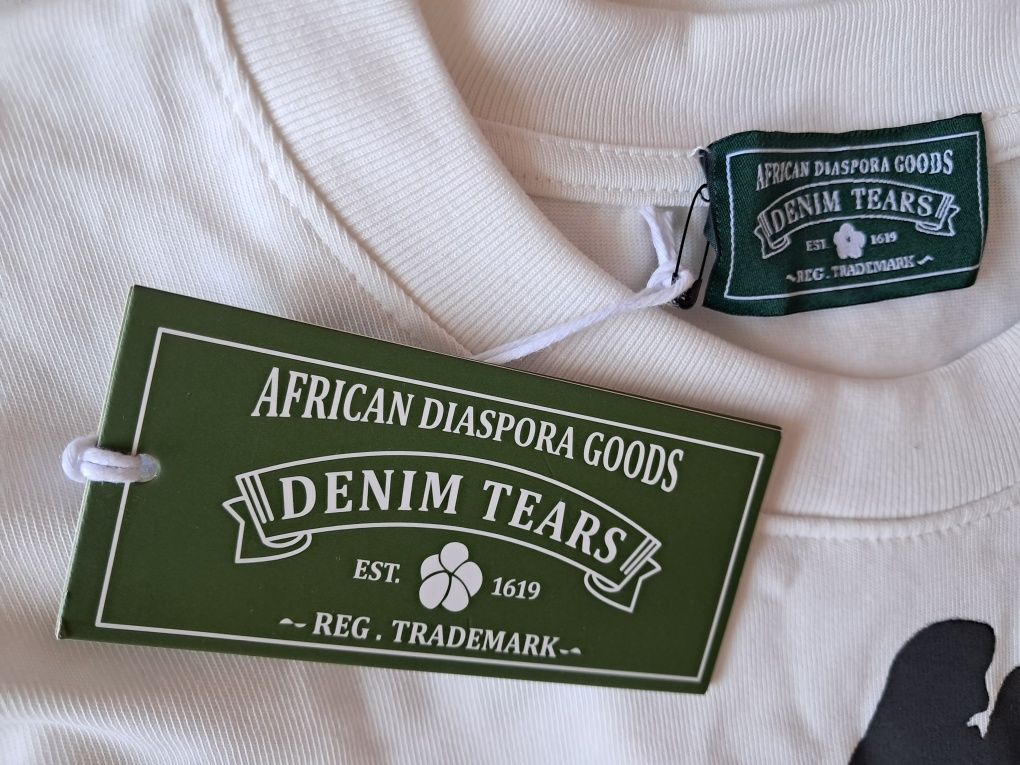 AFRICAN DIASPORA GOODS
DENIM TEARS
EST. 1619
~REG. TRADEMARK~
AFRICAN DIASPORA GOODS
DENIM TEARS
EST. 1619
~ REG . TRADEMARK ~